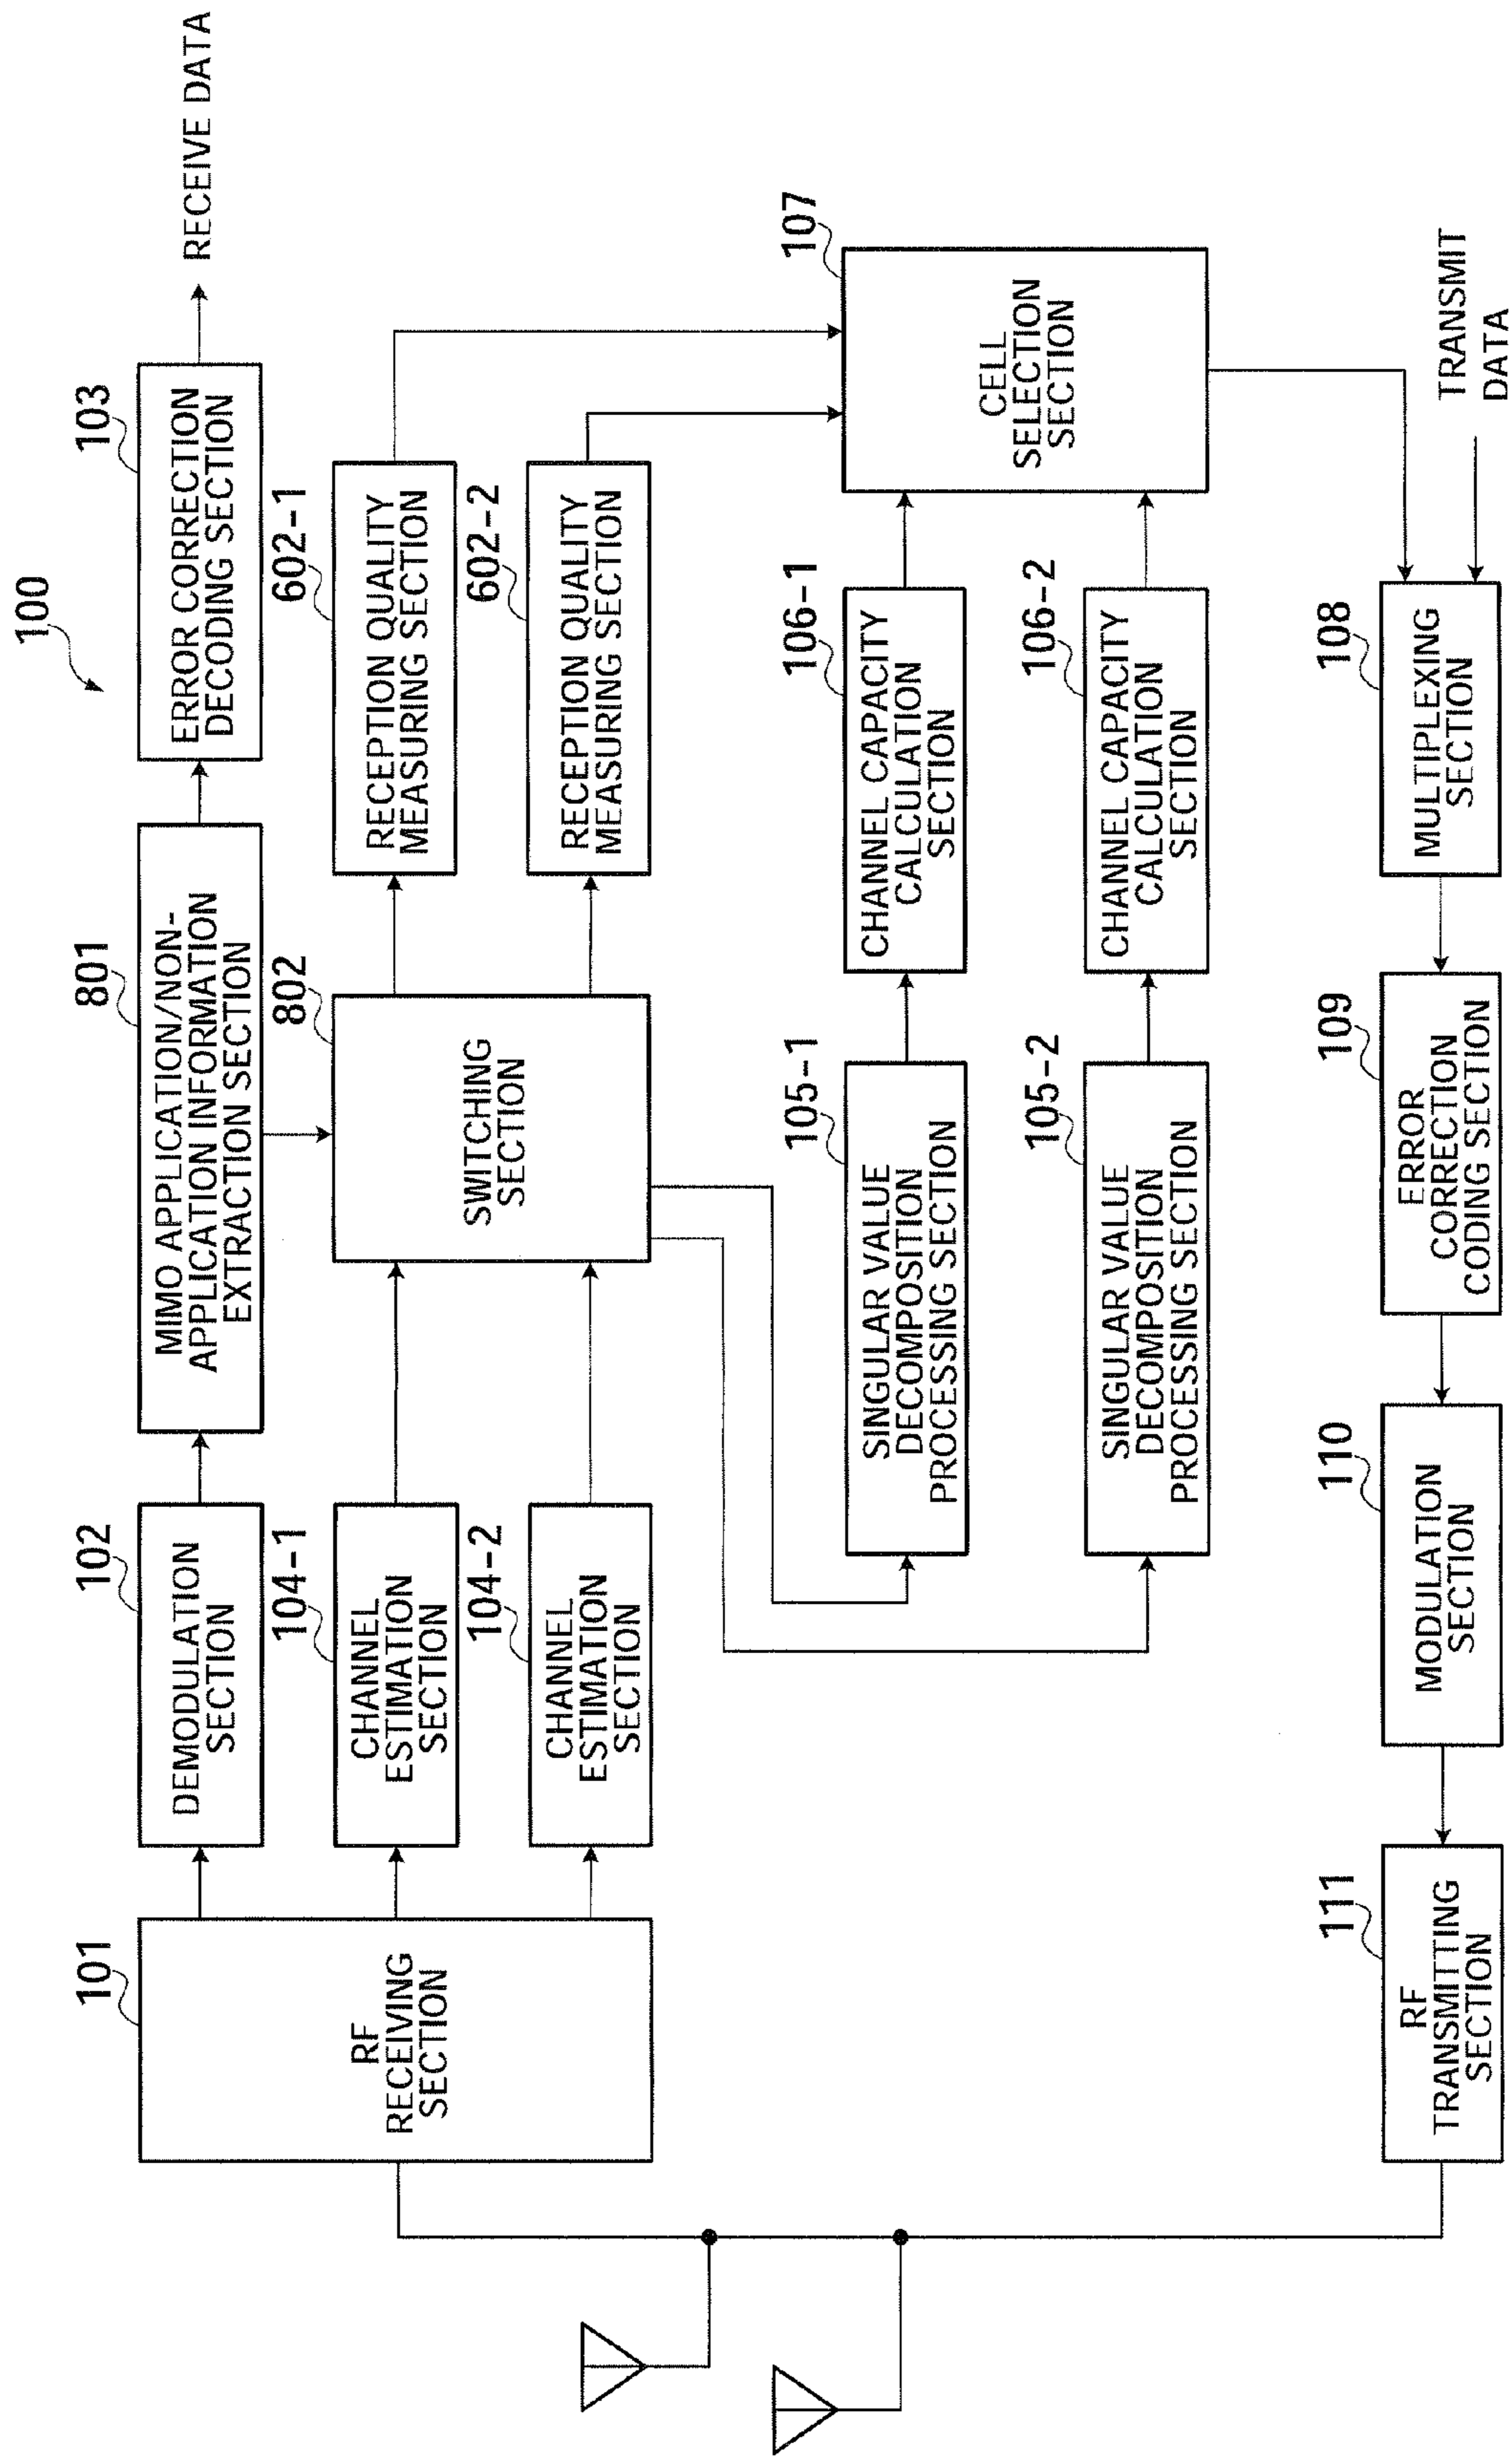 100
101
RF
RECEIVING
SECTION
102
DEMODULATION
SECTION
801
MIMO APPLICATION/NON-
APPLICATION INFORMATION
EXTRACTION SECTION
103
ERROR CORRECTION
DECODING SECTION
RECEIVE DATA
104-1
CHANNEL
ESTIMATION
SECTION
104-2
CHANNEL
ESTIMATION
SECTION
802
SWITCHING
SECTION
602-1
RECEPTION QUALITY
MEASURING SECTION
602-2
RECEPTION QUALITY
MEASURING SECTION
105-1
SINGULAR VALUE
DECOMPOSITION
PROCESSING SECTION
106-1
CHANNEL CAPACITY
CALCULATION
SECTION
107
CELL
SELECTION
SECTION
105-2
SINGULAR VALUE
DECOMPOSITION
PROCESSING SECTION
106-2
CHANNEL CAPACITY
CALCULATION
SECTION
111
RF
TRANSMITTING
SECTION
110
MODULATION
SECTION
109
ERROR
CORRECTION
CODING SECTION
108
MULTIPLEXING
SECTION
TRANSMIT
DATA